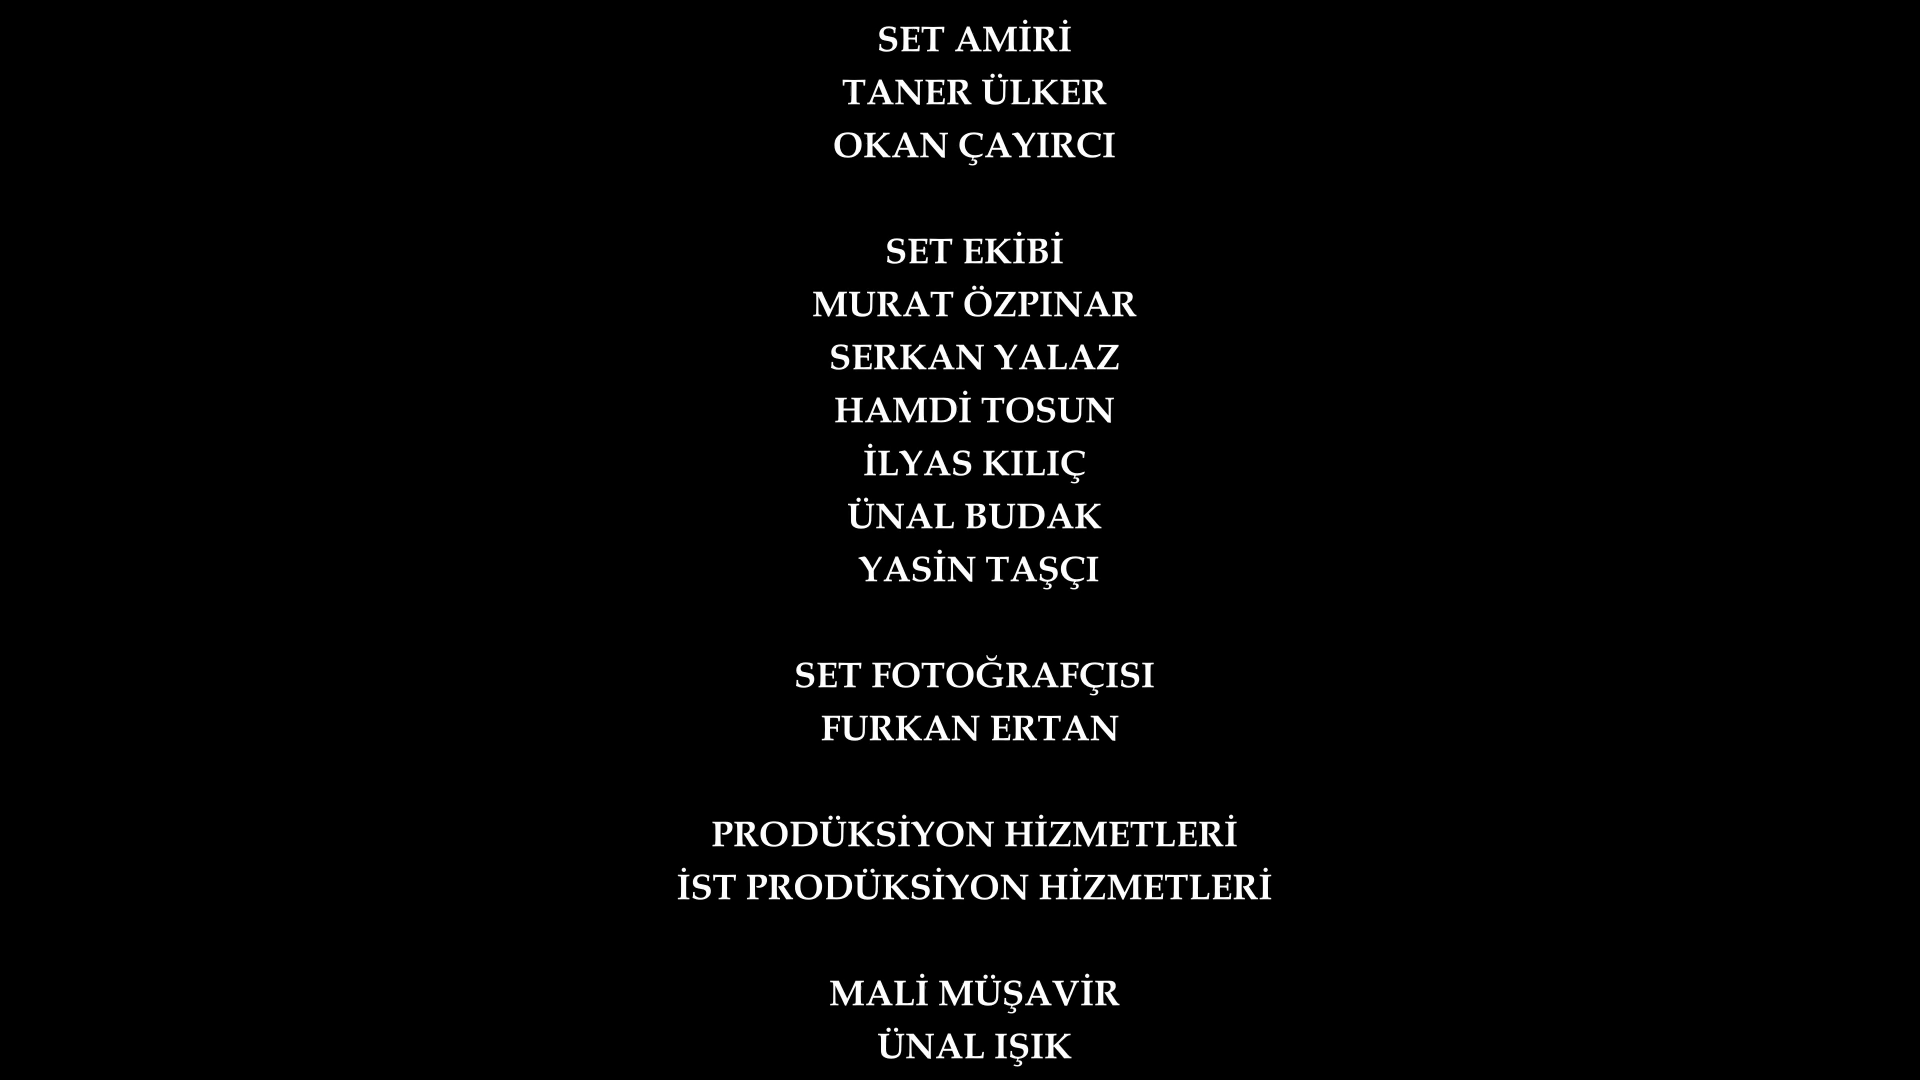 SET AMİRİ
TANER ÜLKER
OKAN ÇAYIRCI
SET EKİBİ
MURAT ÖZPINAR
SERKAN YALAZ
HAMDİ TOSUN
İLYAS KILIÇ
ÜNAL BUDAK
YASİN TAŞÇI
SET FOTOĞRAFÇISI
FURKAN ERTAN
PRODÜKSİYON HİZMETLERİ
İST PRODÜKSİYON HİZMETLERİ
MALİ MÜŞAVİR
ÜNAL IŞIK